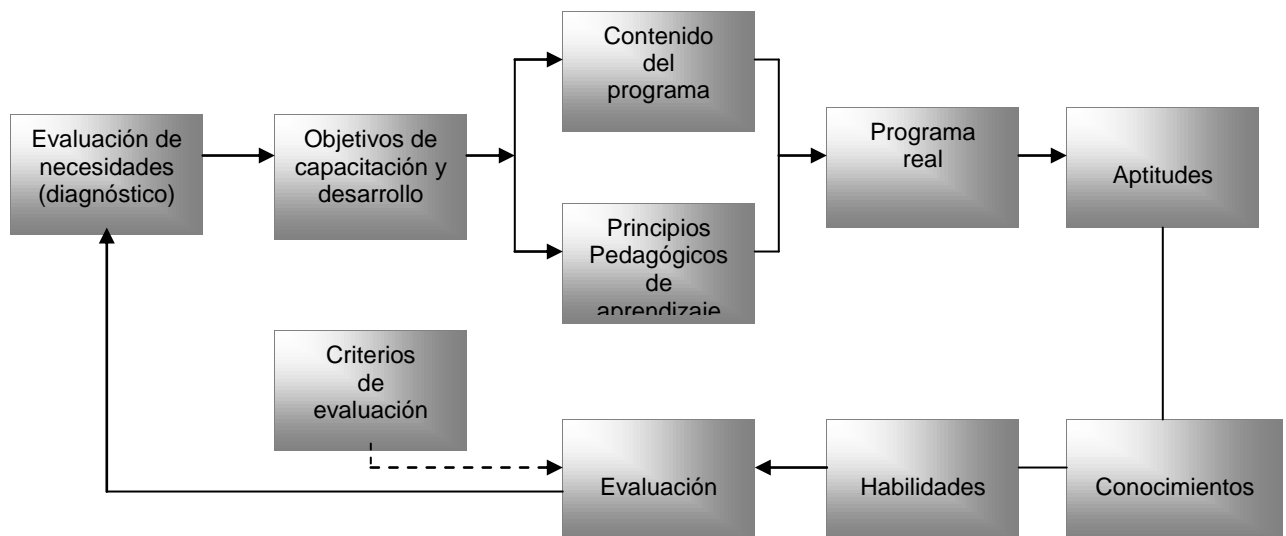 Contenido
del
programa
Evaluación de
necesidades
(diagnóstico)
Objetivos de
capacitación y
desarrollo
Programa
real
Aptitudes
Principios
Pedagógicos
de
aprendizaje
Criterios
de
evaluación
Evaluación
Habilidades
Conocimientos